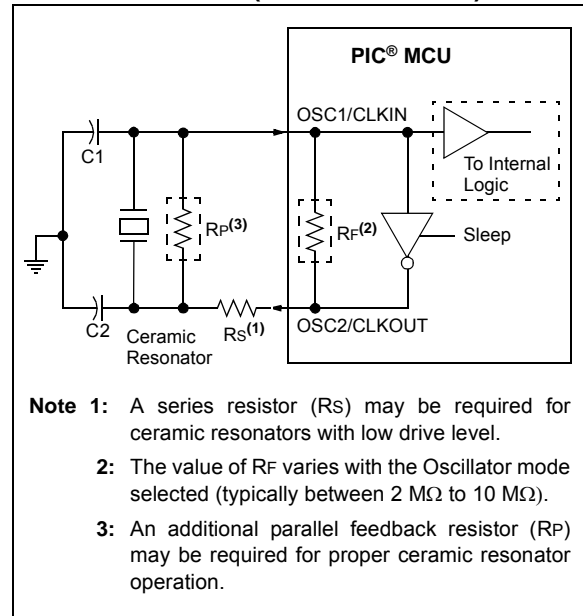 PIC® MCU
OSC1/CLKIN
C1
To Internal
Logic
RP(3)
RF(2)
Sleep
C2
Ceramic
Resonator
RS(1)
OSC2/CLKOUT
Note 1: A series resistor (RS) may be required for
ceramic resonators with low drive level.
2: The value of RF varies with the Oscillator mode
selected (typically between 2 MΩ to 10 MΩ).
3: An additional parallel feedback resistor (RP)
may be required for proper ceramic resonator
operation.